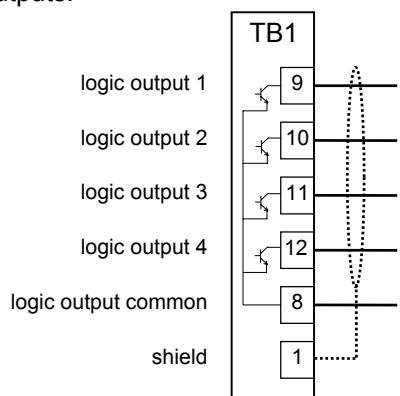 TB1
logic output 1 9
logic output 2 10
logic output 3 11
logic output 4 12
logic output common 8
shield 1